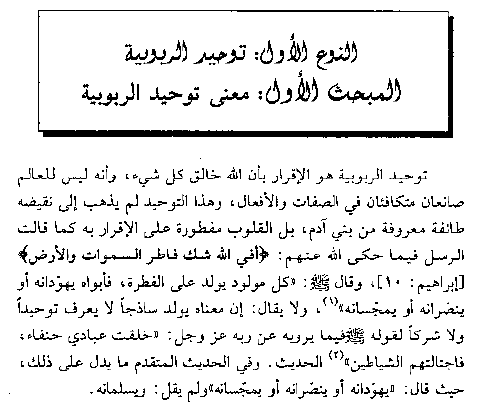 النوع الأول: توحيد الربوبية
المبحث الأول: معنى توحيد الربوبية
توحيد الربوبية هو الإقرار بأن الله خالق كل شيء، وأنه ليس للعالم
صانعان متكافئان في الصفات والأفعال، وهذا التوحيد لم يذهب إلى نقيضه
طائفة معروفة من بني آدم، بل القلوب مفطورة على الإقرار به كما قالت
الرسل فيما حكى الله عنهم: ﴿أفي الله شك فاطر السموات والأرض﴾
[إبراهيم: ١٠]، وقال ﷺ: «كل مولود يولد على الفطرة، فأبواه يهوّدانه أو
ينصّرانه أو يمجّسانه»(١)، ولا يقال: إن معناه يولد ساذجاً لا يعرف توحيداً
ولا شركاً لقوله ﷺ فيما يرويه عن ربه عز وجل: «خلقت عبادي حنفاء،
فاجتالتهم الشياطين»(٢) الحديث. وفي الحديث المتقدم ما يدل على ذلك،
حيث قال: «يهوّدانه أو ينصّرانه أو يمجّسانه» ولم يقل: ويسلمانه.